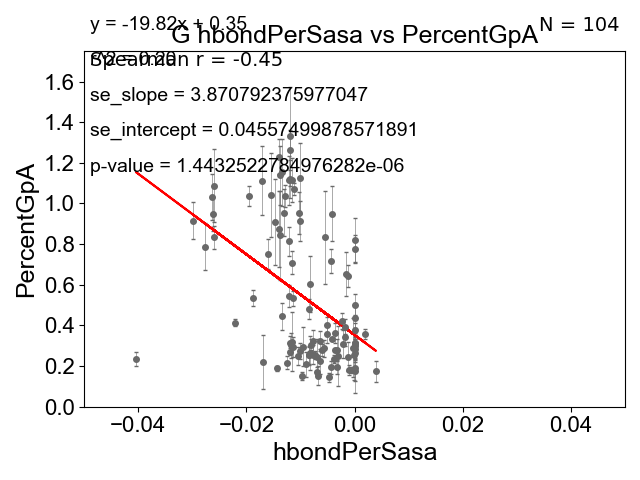 y = -19.82x + 0.35
N = 104
G hbondPerSasa vs PercentGpA
Spearman r = -0.45
se_slope = 3.870792375977047
se_intercept = 0.04557499878571891
p-value = 1.4432522784976282e-06
PercentGpA
1.6
1.4
1.2
1.0
0.8
0.6
0.4
0.2
0.0
−0.04
−0.02
0.00
0.02
0.04
hbondPerSasa